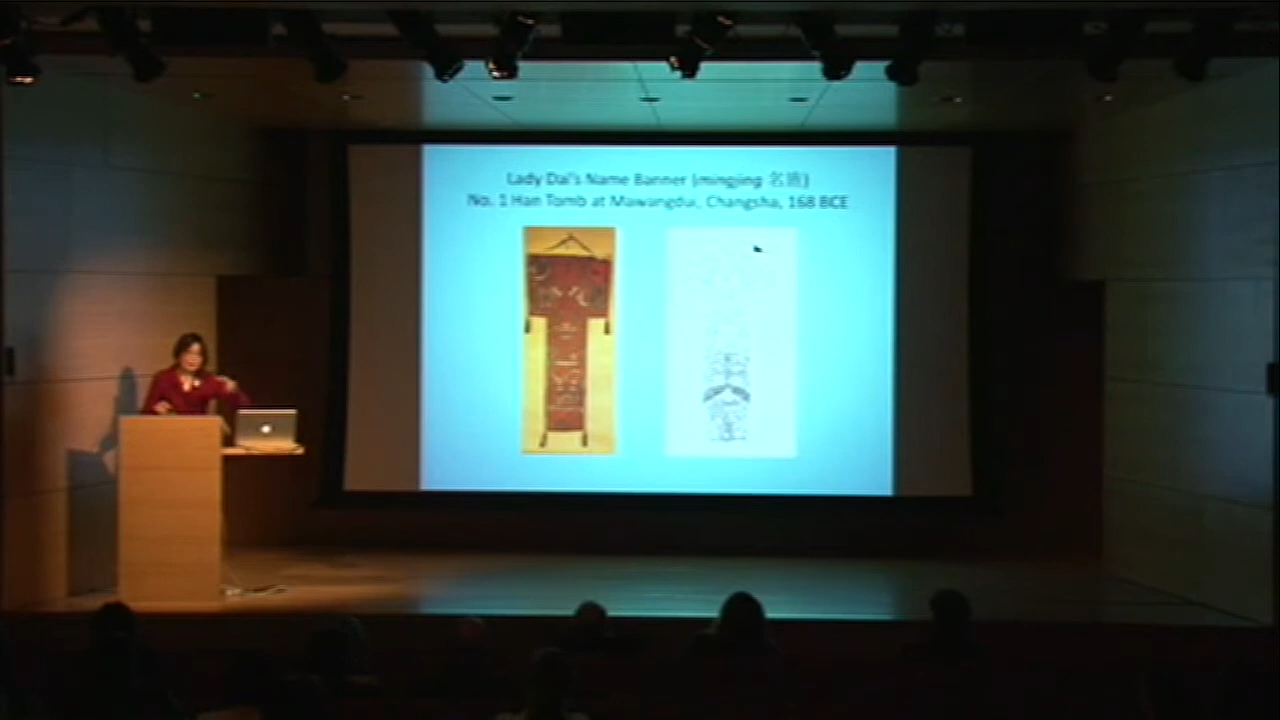 Lady Dai's Name Banner (mingjing 名旌)
No. 1 Han Tomb at Mawangdui, Changsha, 168 BCE